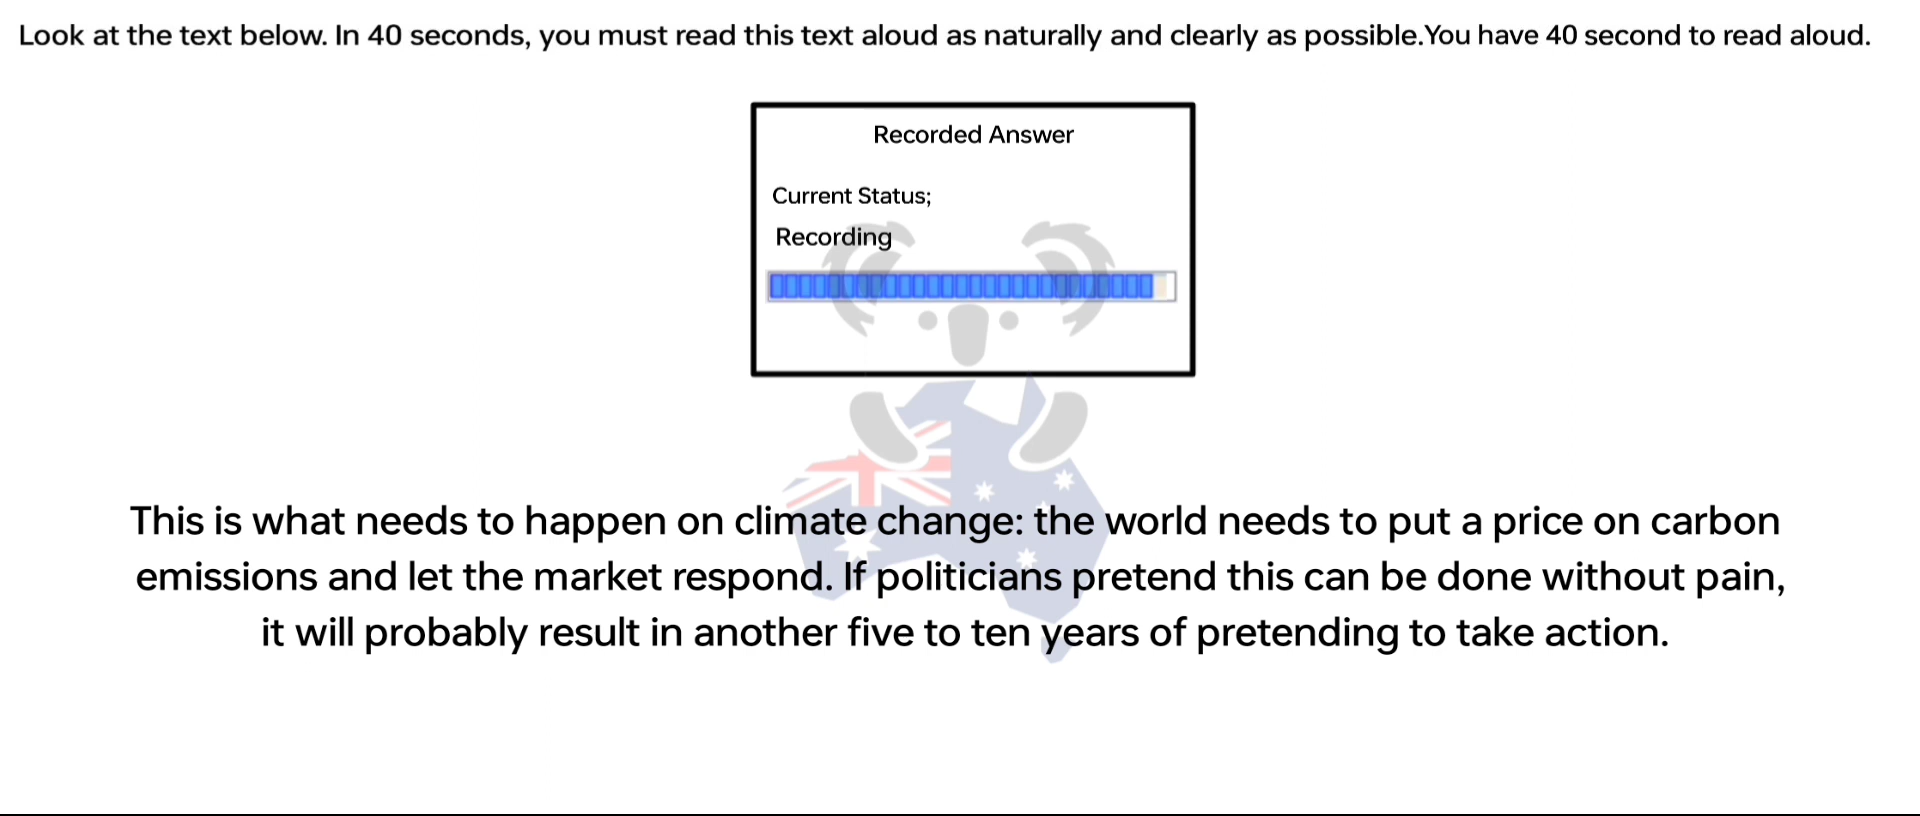 Look at the text below. In 40 seconds, you must read this text aloud as naturally and clearly as possible.You have 40 second to read aloud.
Recorded Answer
Current Status;
Recording
This is what needs to happen on climate change: the world needs to put a price on carbon
emissions and let the market respond. If politicians pretend this can be done without pain,
it will probably result in another five to ten years of pretending to take action.